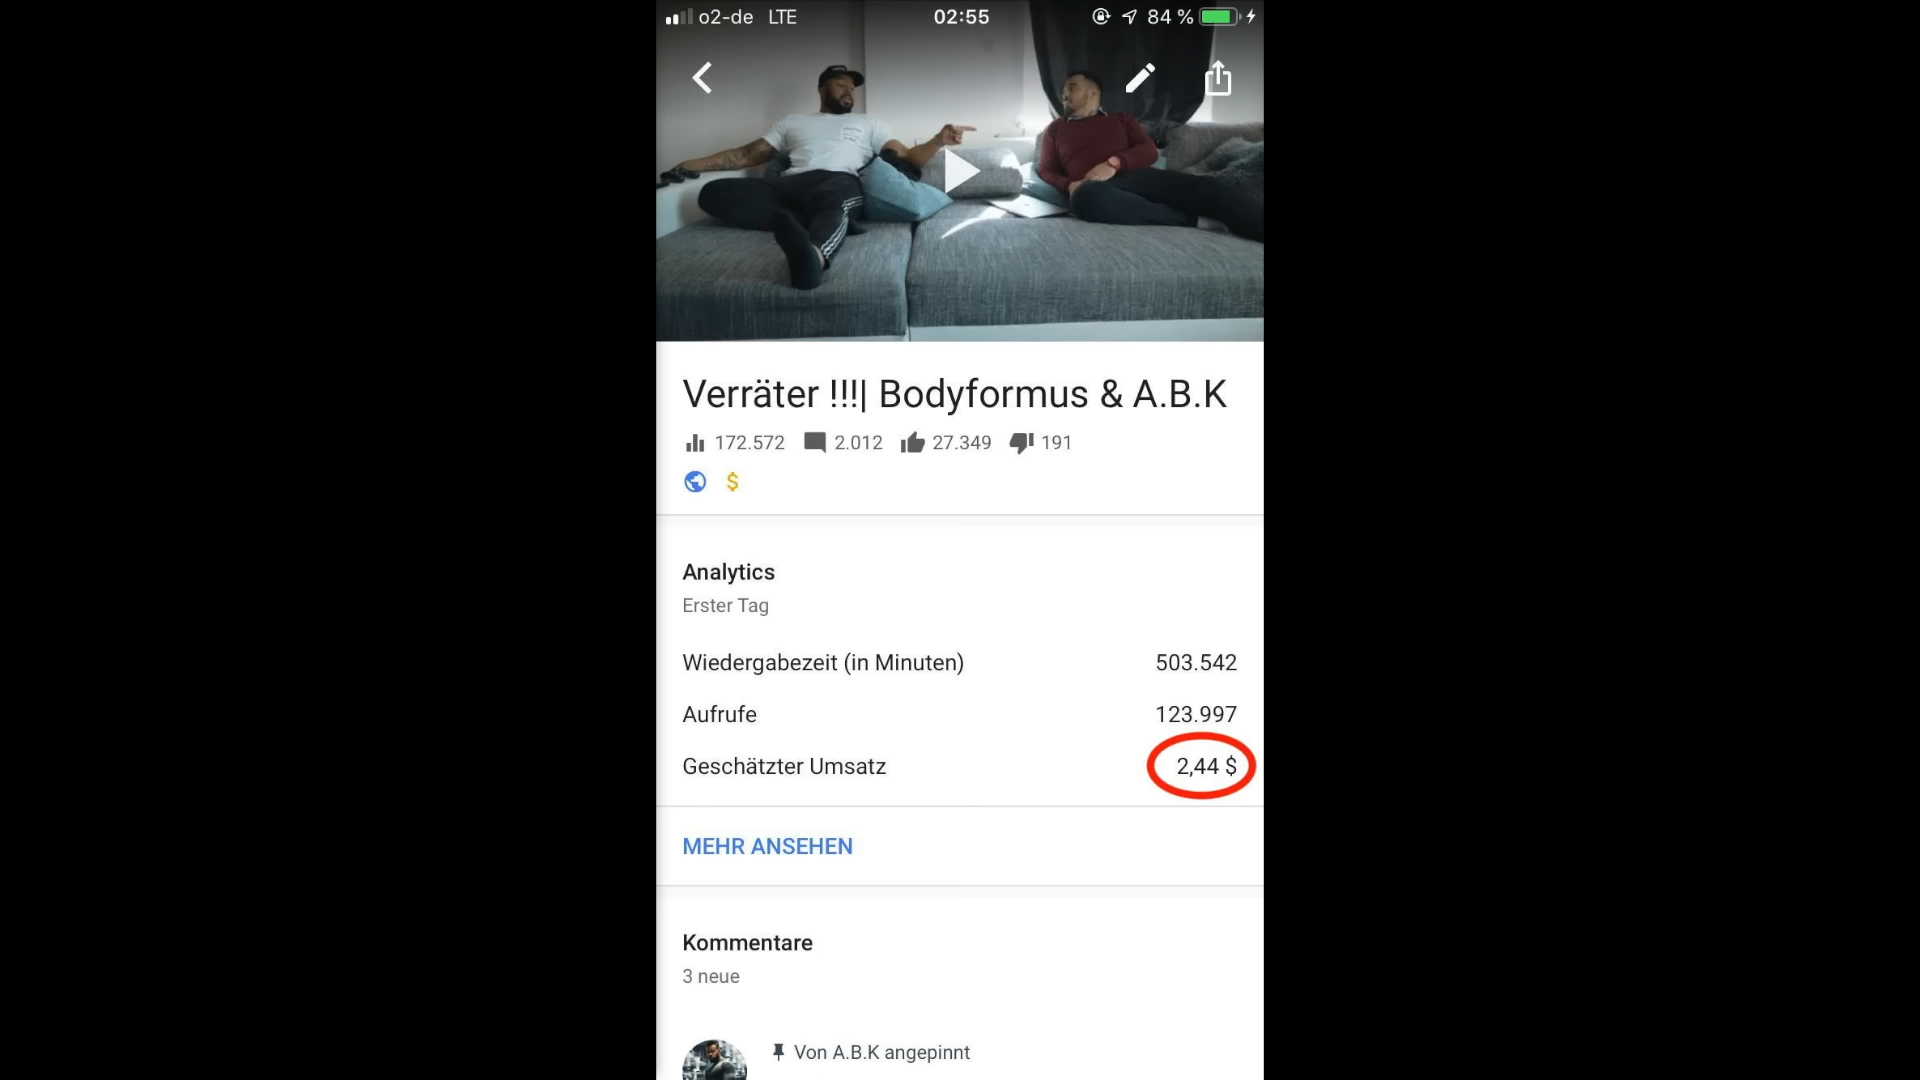 o2-de LTE 02:55 84 %
Verräter !!!| Bodyformus & A.B.K
172.572 2.012 27.349 191
$
Analytics
Erster Tag
Wiedergabezeit (in Minuten) 503.542
Aufrufe 123.997
Geschätzter Umsatz 2,44 $
MEHR ANSEHEN
Kommentare
3 neue
Von A.B.K angepinnt